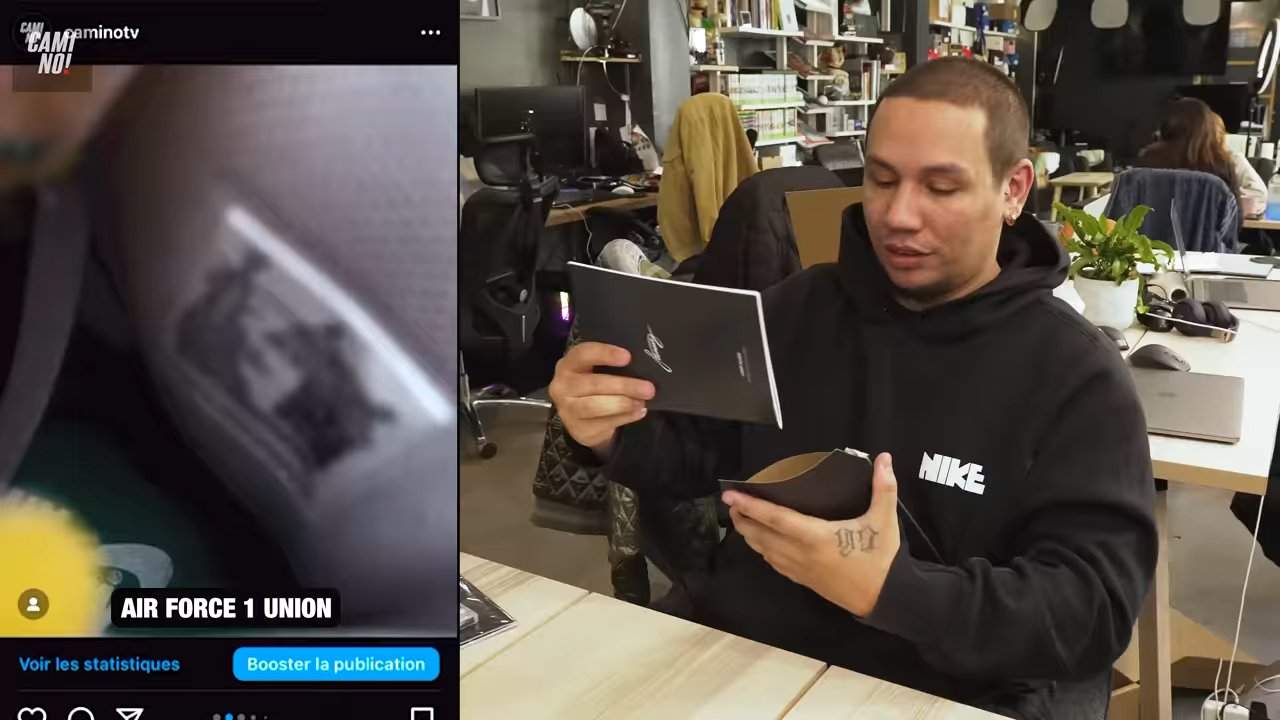 caminotv
CAMI
NO!
AIR FORCE 1 UNION
Voir les statistiques
Booster la publication
NIKE